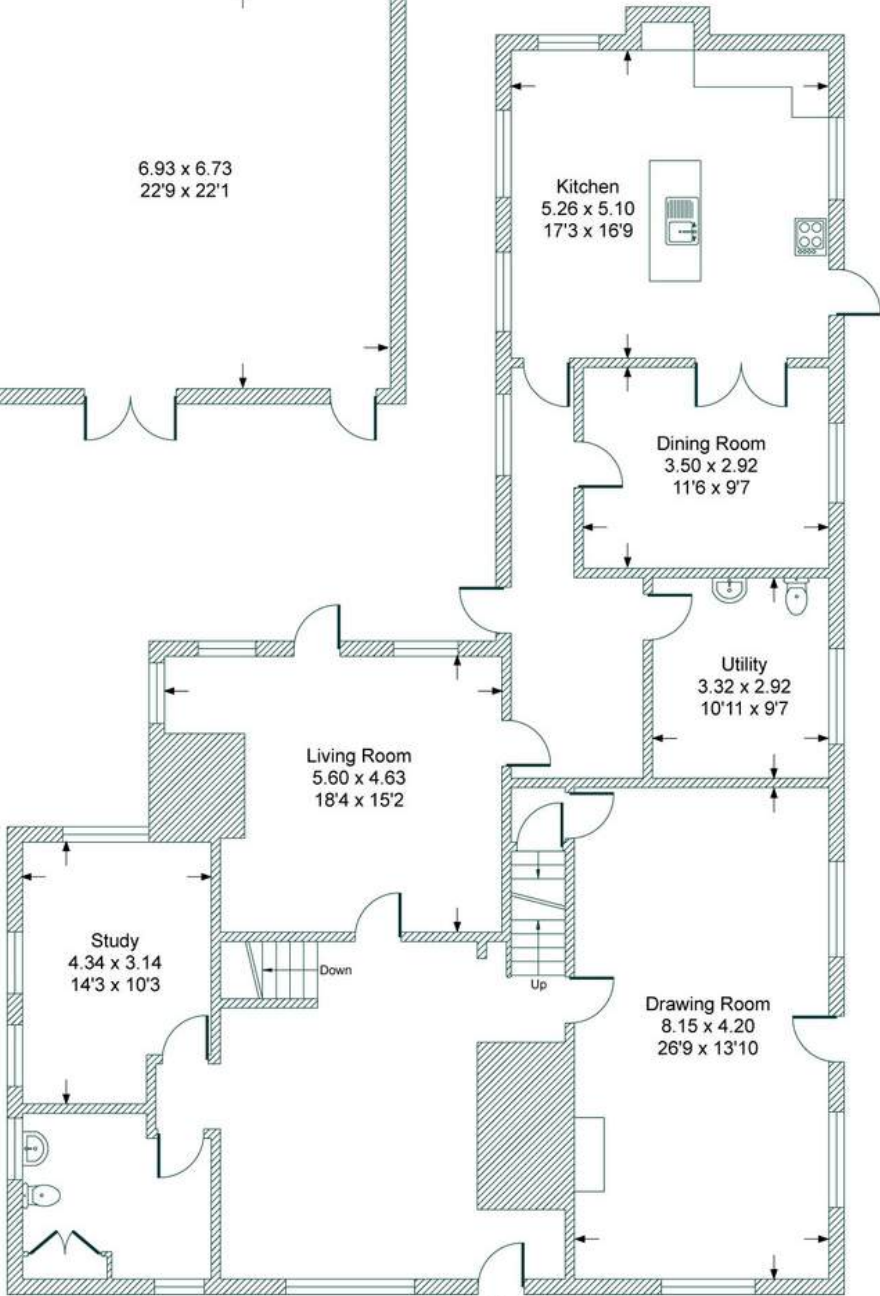 6.93 x 6.73
22'9 x 22'1
Kitchen
5.26 x 5.10
17'3 x 16'9
Dining Room
3.50 x 2.92
11'6 x 9'7
Utility
3.32 x 2.92
10'11 x 9'7
Living Room
5.60 x 4.63
18'4 x 15'2
Study
4.34 x 3.14
14'3 x 10'3
Down
Up
Drawing Room
8.15 x 4.20
26'9 x 13'10